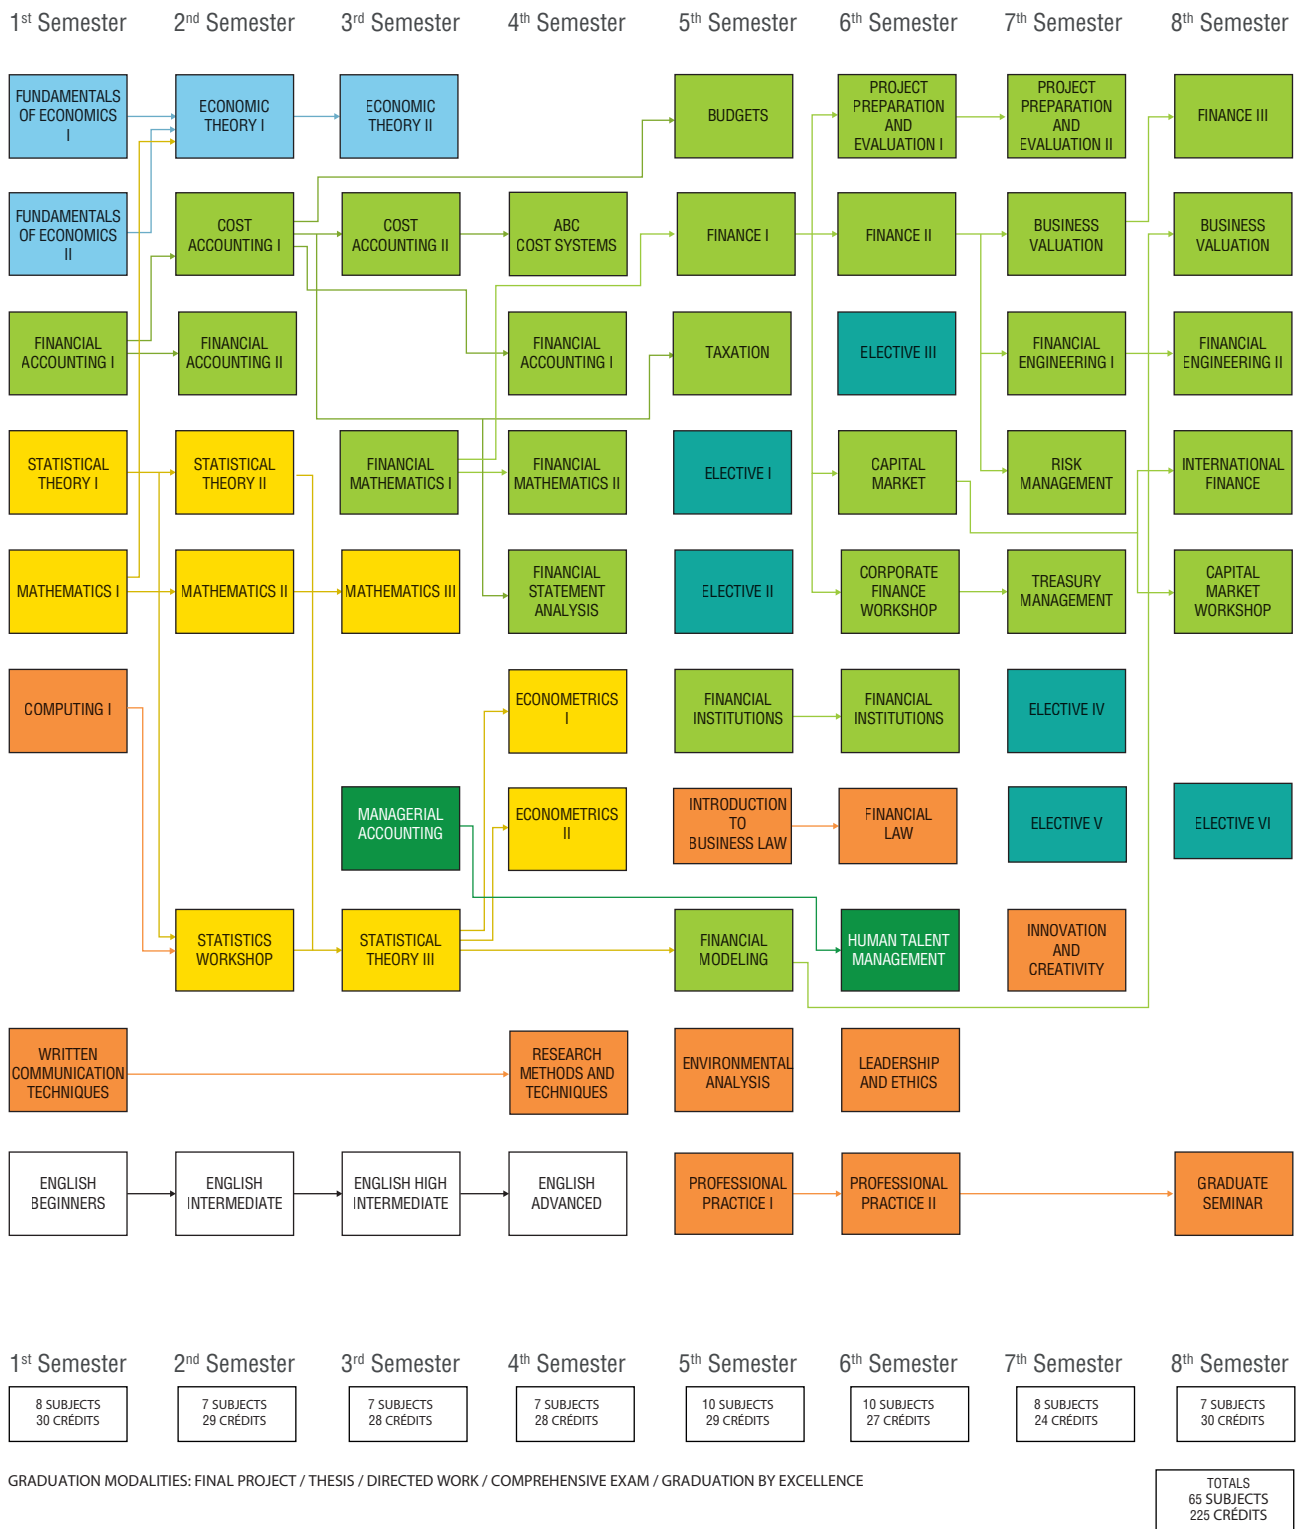 1st Semester
2nd Semester
3rd Semester
4th Semester
5th Semester
6th Semester
7th Semester
8th Semester
FUNDAMENTALS
OF ECONOMICS
I
ECONOMIC
THEORY I
ECONOMIC
THEORY II
BUDGETS
PROJECT
PREPARATION
AND
EVALUATION I
PROJECT
PREPARATION
AND
EVALUATION II
FINANCE III
FUNDAMENTALS
OF ECONOMICS
II
COST
ACCOUNTING I
COST
ACCOUNTING II
ABC
COST SYSTEMS
FINANCE I
FINANCE II
BUSINESS
VALUATION
BUSINESS
VALUATION
FINANCIAL
ACCOUNTING I
FINANCIAL
ACCOUNTING II
FINANCIAL
ACCOUNTING I
TAXATION
ELECTIVE III
FINANCIAL
ENGINEERING I
FINANCIAL
ENGINEERING II
STATISTICAL
THEORY I
STATISTICAL
THEORY II
FINANCIAL
MATHEMATICS I
FINANCIAL
MATHEMATICS II
ELECTIVE I
CAPITAL
MARKET
RISK
MANAGEMENT
INTERNATIONAL
FINANCE
MATHEMATICS I
MATHEMATICS II
MATHEMATICS III
FINANCIAL
STATEMENT
ANALYSIS
ELECTIVE II
CORPORATE
FINANCE
WORKSHOP
TREASURY
MANAGEMENT
CAPITAL
MARKET
WORKSHOP
COMPUTING I
ECONOMETRICS
I
FINANCIAL
INSTITUTIONS
FINANCIAL
INSTITUTIONS
ELECTIVE IV
MANAGERIAL
ACCOUNTING
ECONOMETRICS
II
INTRODUCTION
TO
BUSINESS LAW
FINANCIAL
LAW
ELECTIVE V
ELECTIVE VI
STATISTICS
WORKSHOP
STATISTICAL
THEORY III
FINANCIAL
MODELING
HUMAN TALENT
MANAGEMENT
INNOVATION
AND
CREATIVITY
WRITTEN
COMMUNICATION
TECHNIQUES
RESEARCH
METHODS AND
TECHNIQUES
ENVIRONMENTAL
ANALYSIS
LEADERSHIP
AND ETHICS
ENGLISH
BEGINNERS
ENGLISH
INTERMEDIATE
ENGLISH HIGH
INTERMEDIATE
ENGLISH
ADVANCED
PROFESSIONAL
PRACTICE I
PROFESSIONAL
PRACTICE II
GRADUATE
SEMINAR
1st Semester
2nd Semester
3rd Semester
4th Semester
5th Semester
6th Semester
7th Semester
8th Semester
8 SUBJECTS
30 CRÉDITS
7 SUBJECTS
29 CRÉDITS
7 SUBJECTS
28 CRÉDITS
7 SUBJECTS
28 CRÉDITS
10 SUBJECTS
29 CRÉDITS
10 SUBJECTS
27 CRÉDITS
8 SUBJECTS
24 CRÉDITS
7 SUBJECTS
30 CRÉDITS
GRADUATION MODALITIES: FINAL PROJECT / THESIS / DIRECTED WORK / COMPREHENSIVE EXAM / GRADUATION BY EXCELLENCE
TOTALS
65 SUBJECTS
225 CRÉDITS